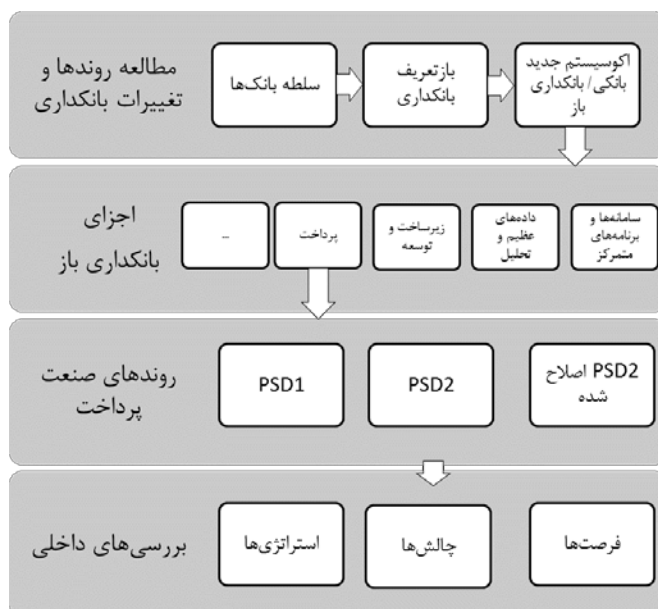 مطالعه روندها و
تغییرات بانکداری
اکوسیستم جدید
بانکی/ بانکداری
باز
بازتعریف
بانکداری
سلطه بانک‌ها
اجزای
بانکداری باز
سامانه‌ها و
برنامه‌های
متمرکز
داده‌های
عظیم و
تحلیل
زیرساخت و
توسعه
پرداخت
...
روندهای صنعت
پرداخت
PSD2 اصلاح
شده
PSD2
PSD1
بررسی‌های داخلی
فرصت‌ها
چالش‌ها
استراتژی‌ها